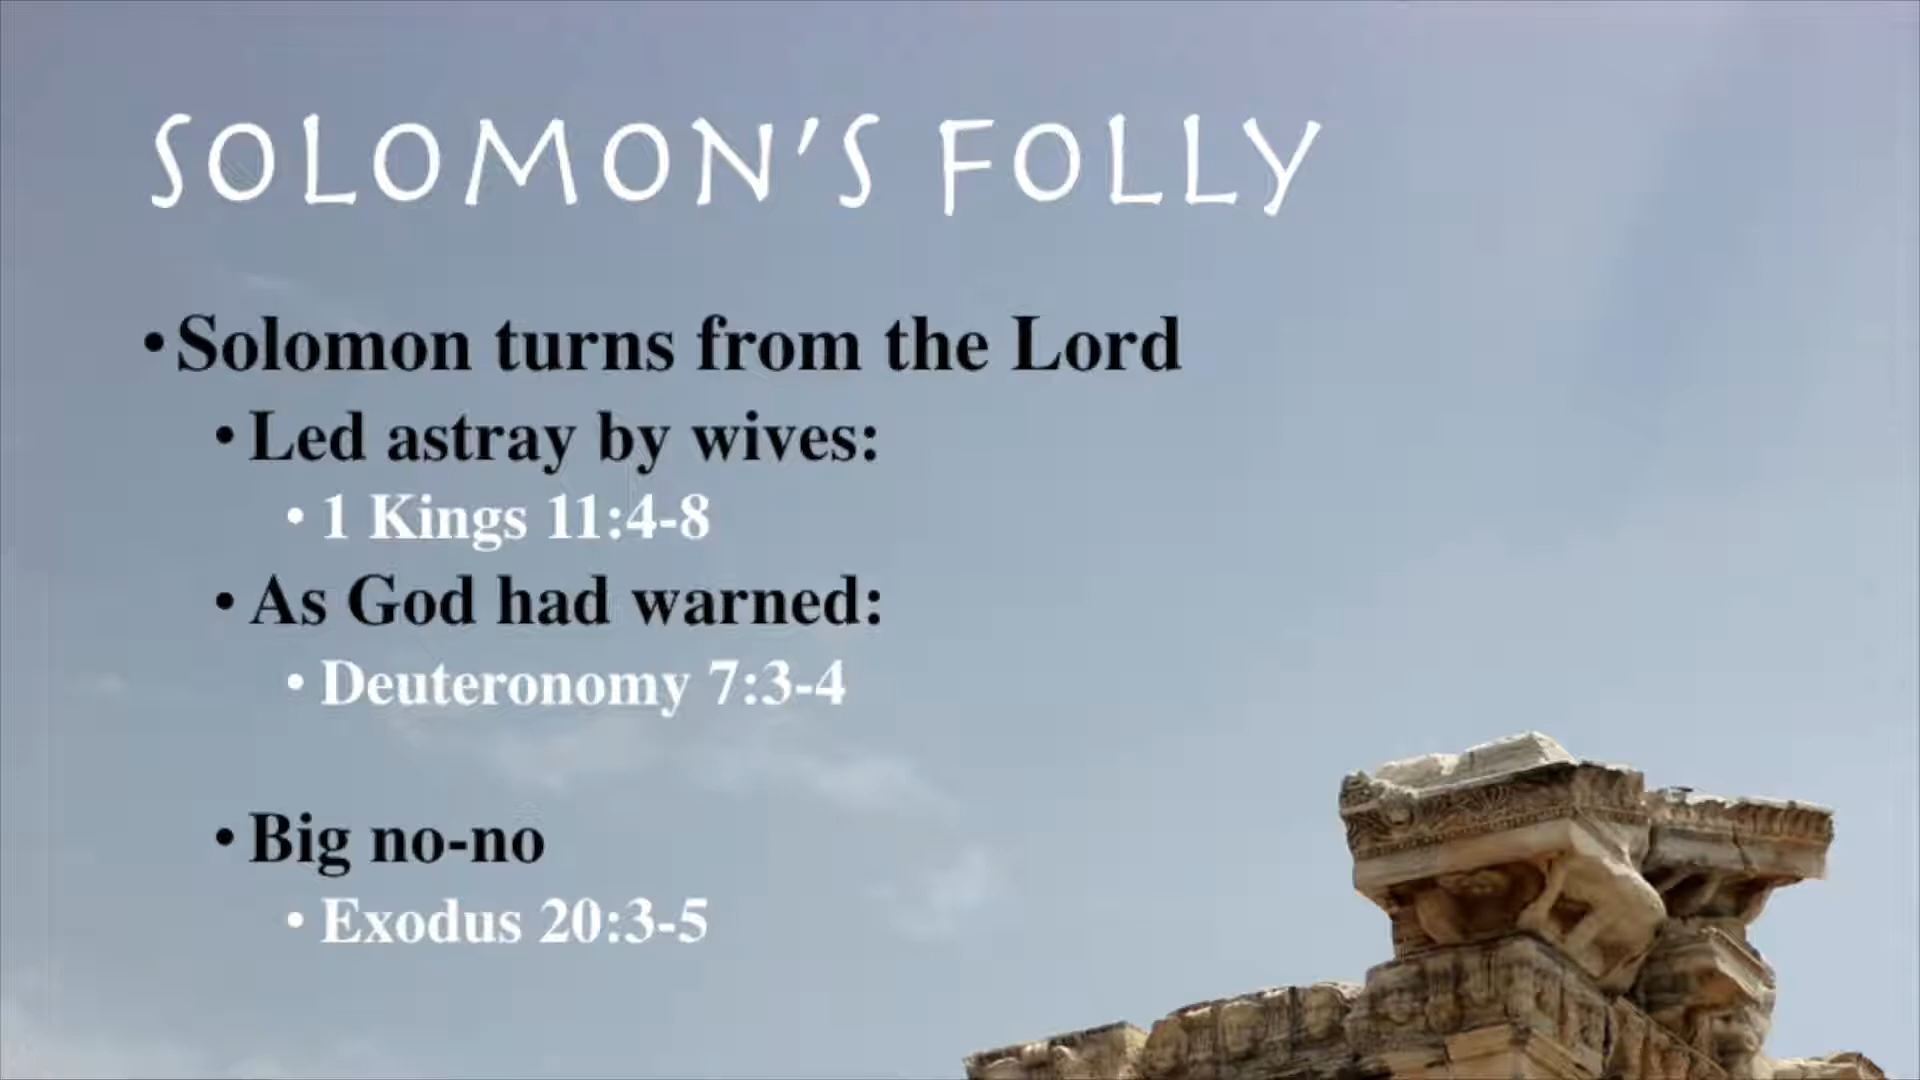 SOLOMON'S FOLLY
• Solomon turns from the Lord
• Led astray by wives:
• 1 Kings 11:4-8
• As God had warned:
• Deuteronomy 7:3-4
• Big no-no
• Exodus 20:3-5